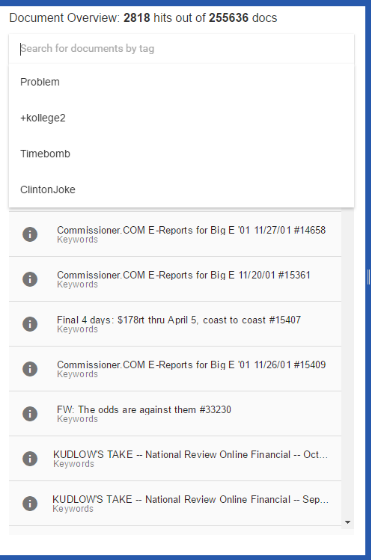 Document Overview: 2818 hits out of 255636 docs
Search for documents by tag
Problem
+kollege2
Timebomb
ClintonJoke
Commissioner.COM E-Reports for Big E '01 11/27/01 #14658
Keywords
Commissioner.COM E-Reports for Big E 11/20/01 #15361
Keywords
Final 4 days: $178rt thru April 5, coast to coast #15407
Keywords
Commissioner.COM E-Reports for Big E '01 11/26/01 #15409
Keywords
FW: The odds are against them #33230
Keywords
KUDLOW'S TAKE -- National Review Online Financial -- Oct...
Keywords
KUDLOW'S TAKE -- National Review Online Financial -- Sep...
Keywords